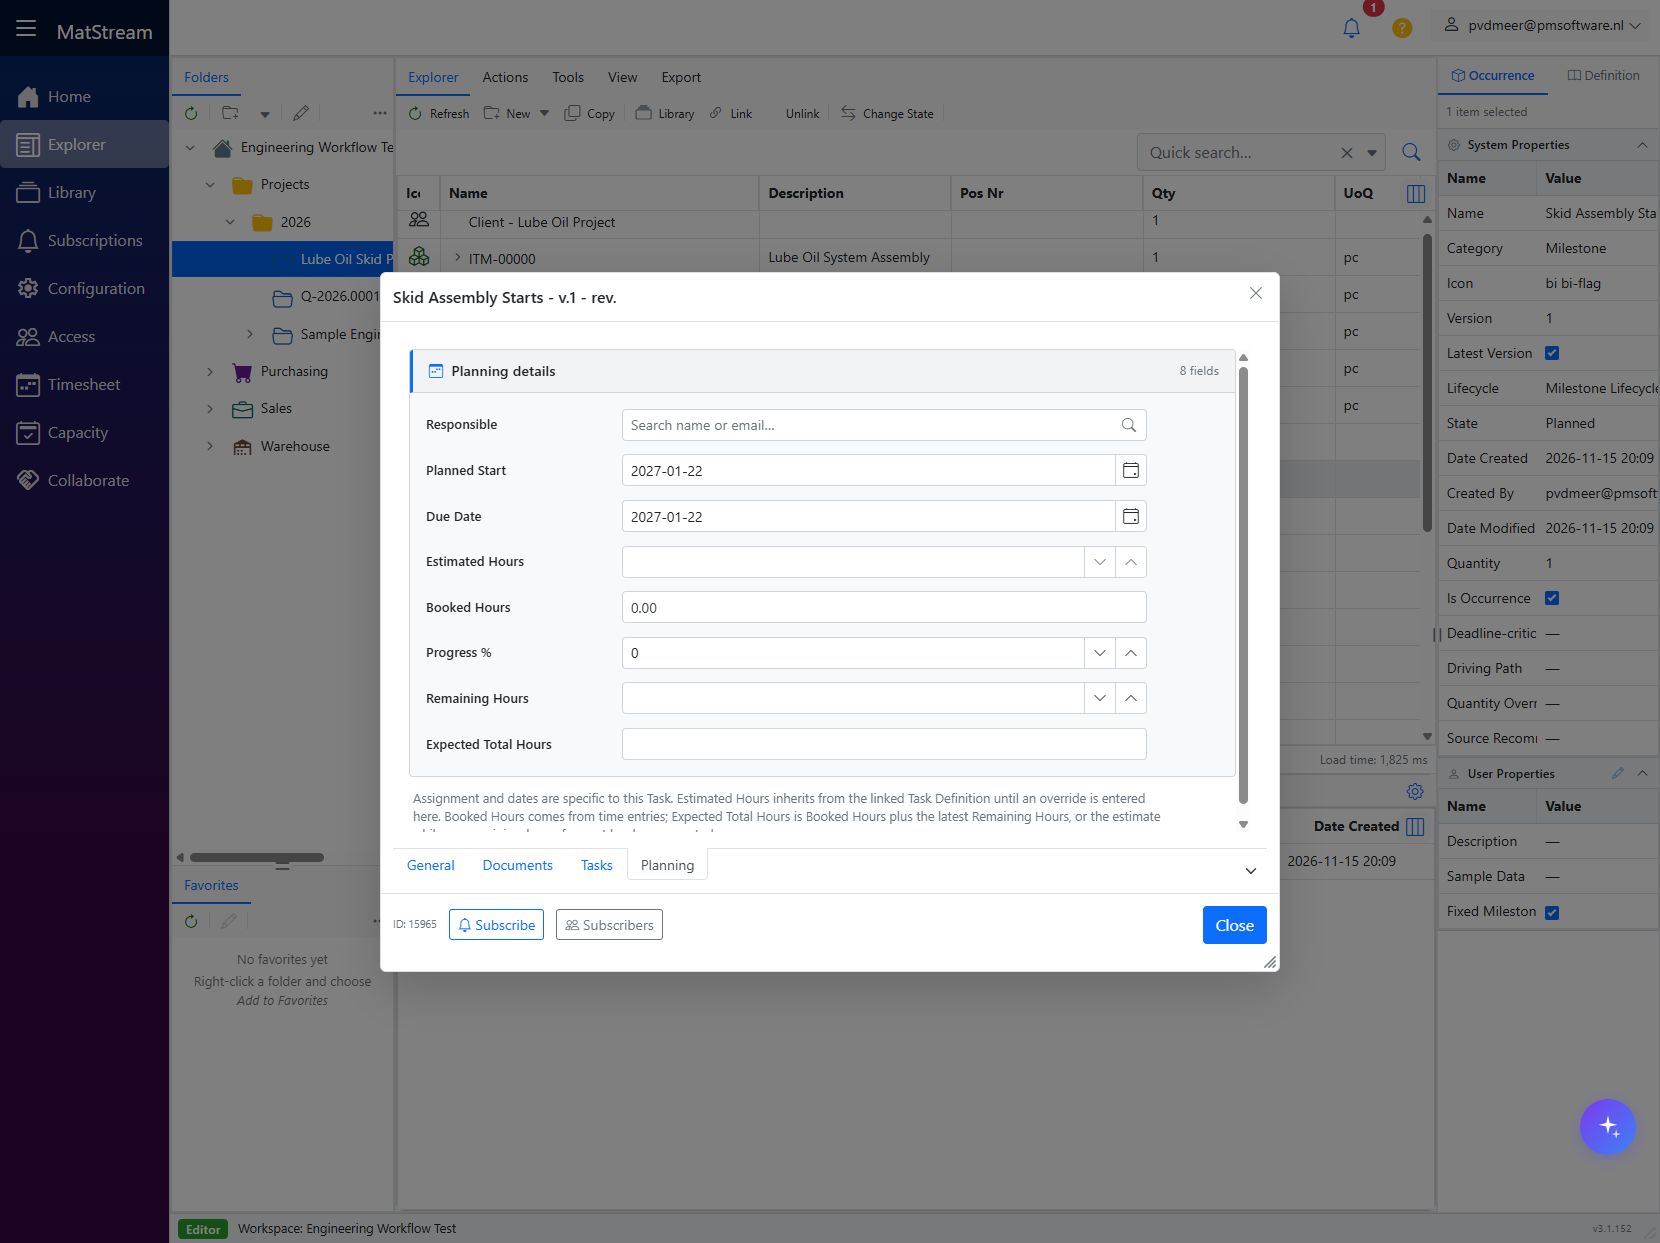 MatStream
1
?
pvdmeer@pmsoftware.nl
Home
Explorer
Library
Subscriptions
Configuration
Access
Timesheet
Capacity
Collaborate
Folders
Engineering Workflow Te
Projects
2026
Lube Oil Skid P
Q-2026.0001
Sample Engir
Purchasing
Sales
Warehouse
Favorites
No favorites yet
Right-click a folder and choose
Add to Favorites
Explorer Actions Tools View Export
Refresh New Copy Library Link Unlink Change State
Quick search...
Name Description Pos Nr Qty UoQ
Client - Lube Oil Project 1
ITM-00000 Lube Oil System Assembly 1 pc
pc
pc
pc
pc
Load time: 1,825 ms
Date Created
2026-11-15 20:09
Skid Assembly Starts - v.1 - rev.
Planning details 8 fields
Responsible Search name or email...
Planned Start 2027-01-22
Due Date 2027-01-22
Estimated Hours
Booked Hours 0.00
Progress % 0
Remaining Hours
Expected Total Hours
Assignment and dates are specific to this Task. Estimated Hours inherits from the linked Task Definition until an override is entered
here. Booked Hours comes from time entries; Expected Total Hours is Booked Hours plus the latest Remaining Hours, or the estimate
General Documents Tasks Planning
ID: 15965 Subscribe Subscribers Close
Occurrence Definition
1 item selected
System Properties
Name Value
Name Skid Assembly Sta
Category Milestone
Icon bi bi-flag
Version 1
Latest Version
Lifecycle Milestone Lifecycle
State Planned
Date Created 2026-11-15 20:09
Created By pvdmeer@pmsoft
Date Modified 2026-11-15 20:09
Quantity 1
Is Occurrence
Deadline-critic —
Driving Path —
Quantity Overr —
Source Recom —
User Properties
Name Value
Description —
Sample Data —
Fixed Mileston
Editor Workspace: Engineering Workflow Test
v3.1.152